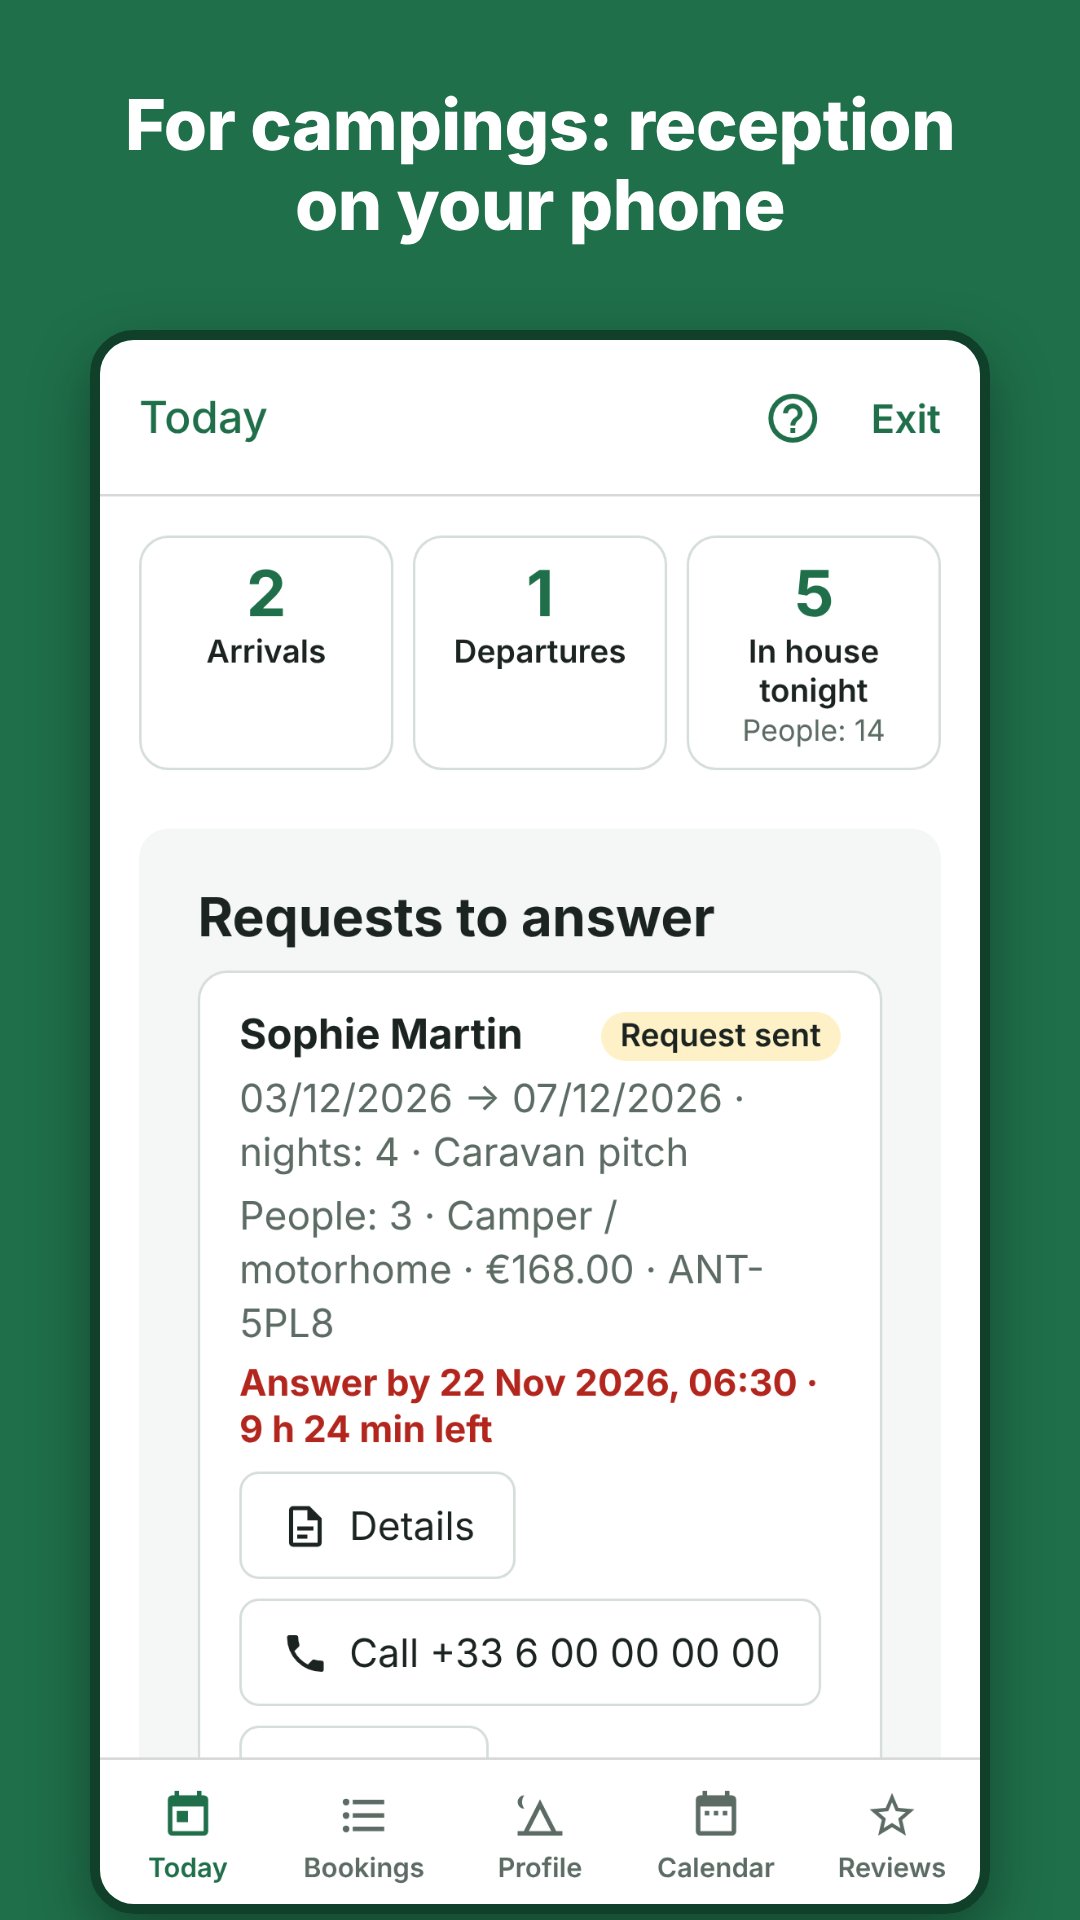 For campings: reception
on your phone
Today
Exit
2
Arrivals
1
Departures
5
In house
tonight
People: 14
Requests to answer
Sophie Martin
Request sent
03/12/2026 → 07/12/2026 ·
nights: 4 · Caravan pitch
People: 3 · Camper /
motorhome · €168.00 · ANT-
5PL8
Answer by 22 Nov 2026, 06:30 ·
9 h 24 min left
Details
Call +33 6 00 00 00 00
Today
Bookings
Profile
Calendar
Reviews